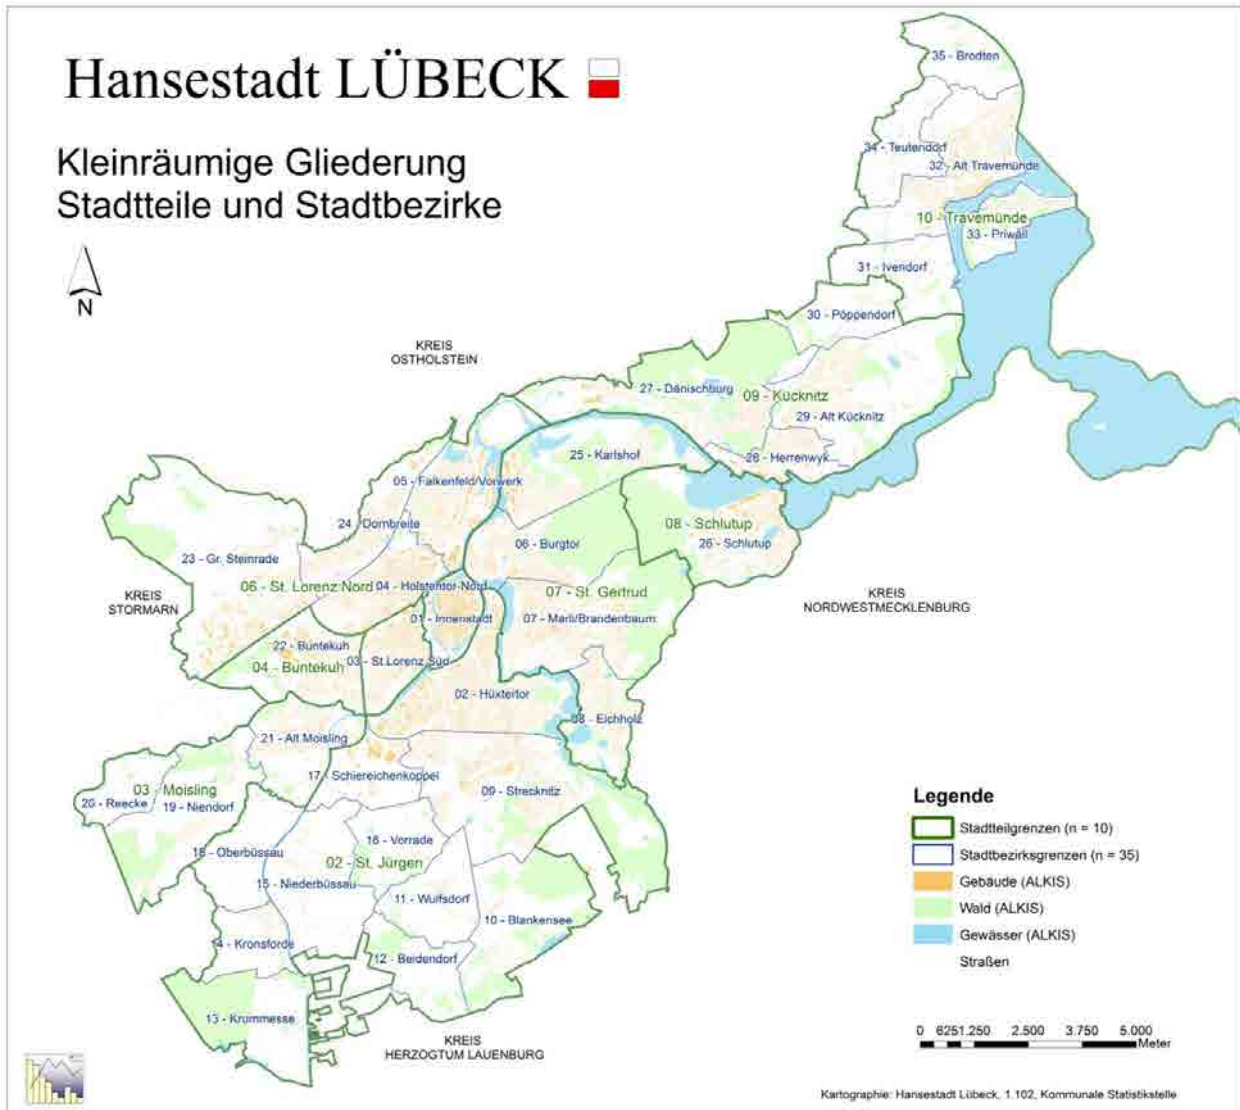 Hansestadt LÜBECK
Kleinräumige Gliederung
Stadtteile und Stadtbezirke
N
35 - Brodten
34 - Teutendorf
32 - Alt Travemünde
10 - Travemünde
33 - Priwall
31 - Ivendorf
30 - Pöppendorf
KREIS
OSTHOLSTEIN
27 - Dänischburg
09 - Kücknitz
29 - Alt Kücknitz
28 - Herrenwyk
25 - Karlshof
05 - Falkenfeld/Vorwerk
24 - Dornbreite
08 - Schlutup
26 - Schlutup
06 - Burgtor
23 - Gr. Steinrade
06 - St. Lorenz Nord
04 - Holstentor-Nord
07 - St. Gertrud
KREIS
STORMARN
KREIS
NORDWESTMECKLENBURG
01 - Innenstadt
07 - Marli/Brandenbaum
22 - Buntekuh
04 - Buntekuh
03 - St.Lorenz Süd
02 - Hüxtertor
08 - Eichholz
21 - Alt Moisling
17 - Schiereichenkoppel
03 - Moisling
20 - Reecke
19 - Niendorf
09 - Strecknitz
16 - Vorrade
18 - Oberbüssau
02 - St. Jürgen
15 - Niederbüssau
11 - Wulfsdorf
10 - Blankensee
4 - Kronsforde
12 - Beidendorf
13 - Krummesse
KREIS
HERZOGTUM LAUENBURG
Legende
Stadtteilgrenzen (n = 10)
Stadtbezirksgrenzen (n = 35)
Gebäude (ALKIS)
Wald (ALKIS)
Gewässer (ALKIS)
Straßen
0 6251.250 2.500 3.750 5.000
Meter
Kartographie: Hansestadt Lübeck, 1.102, Kommunale Statistikstelle